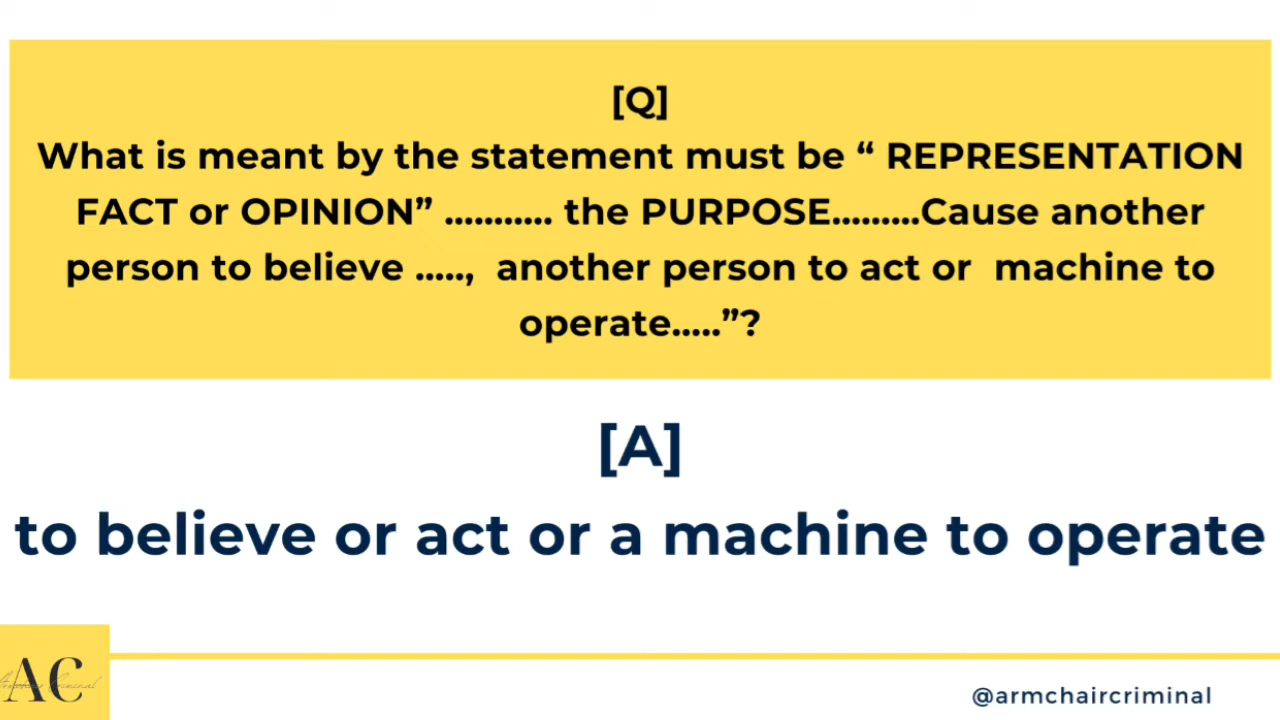 [Q]
What is meant by the statement must be “ REPRESENTATION
FACT or OPINION” ........... the PURPOSE.........Cause another
person to believe .....,  another person to act or  machine to
operate.....”?
[A]
to believe or act or a machine to operate
AC
@armchaircriminal